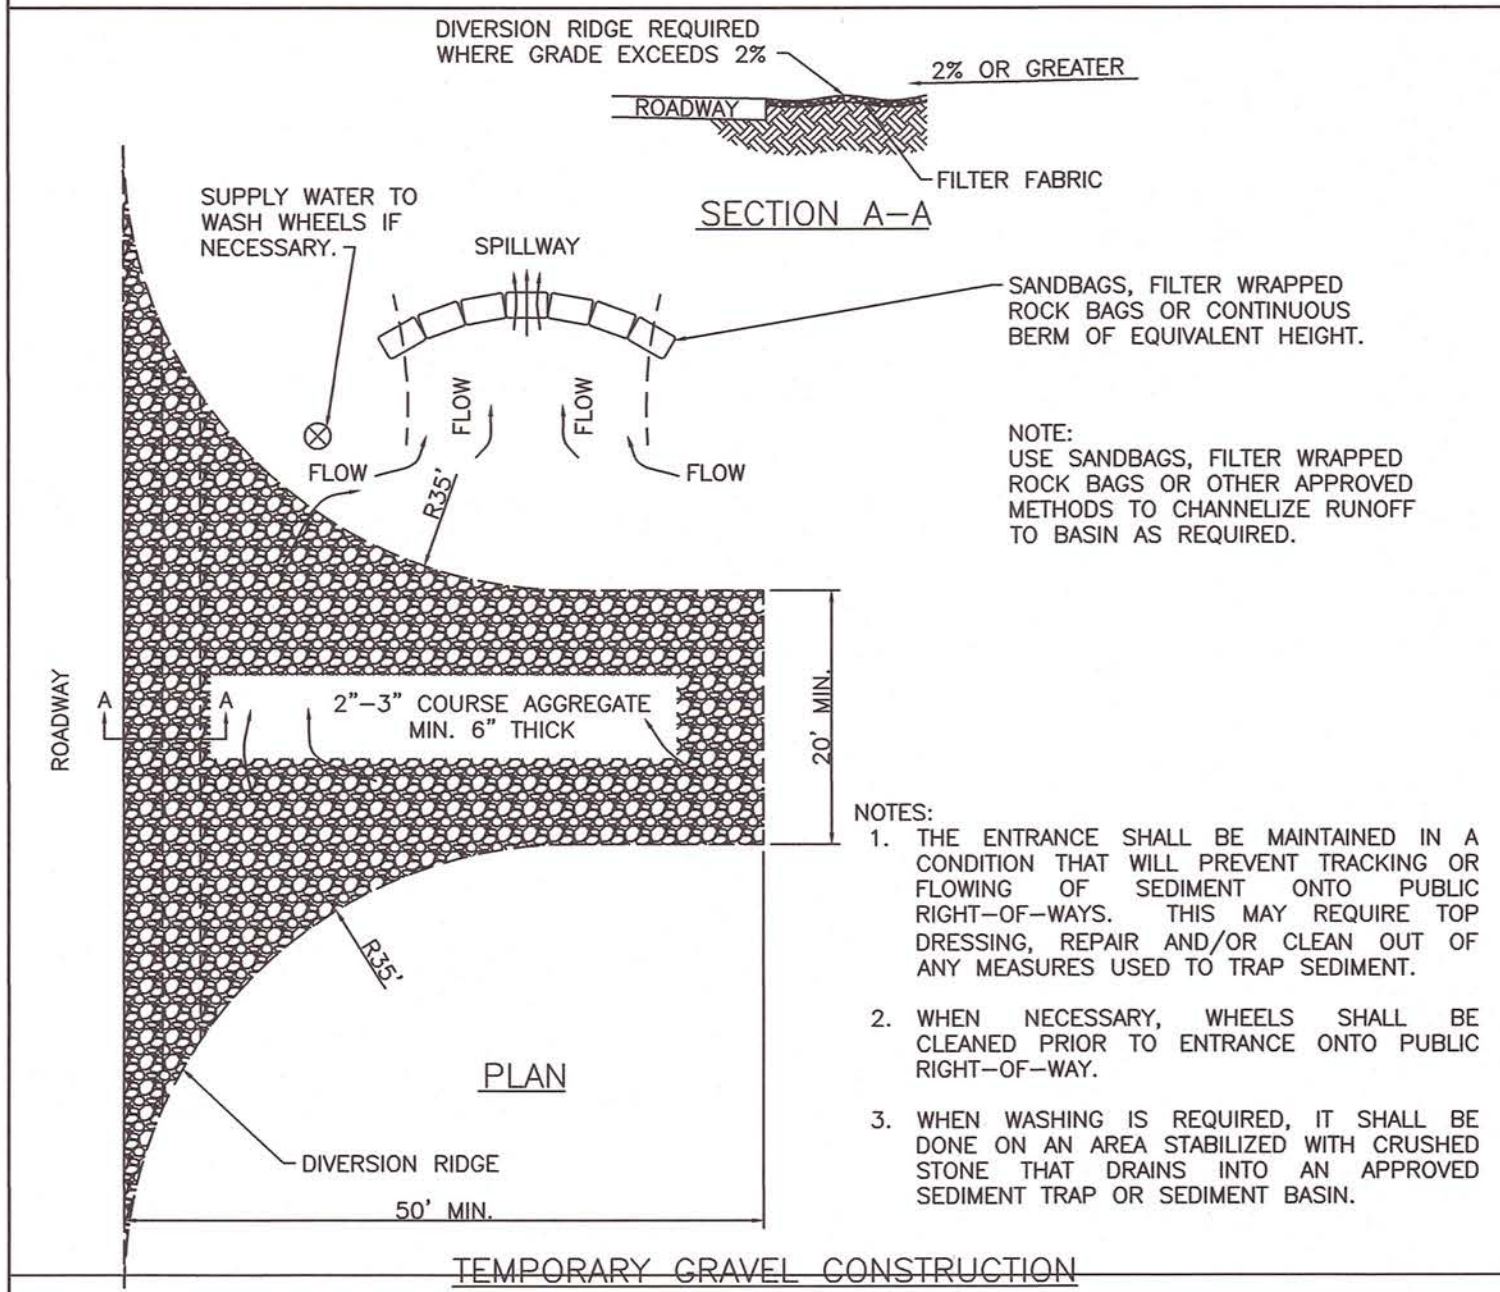 DIVERSION RIDGE REQUIRED
WHERE GRADE EXCEEDS 2%
2% OR GREATER
ROADWAY
FILTER FABRIC
SECTION A-A
SUPPLY WATER TO
WASH WHEELS IF
NECESSARY.
SPILLWAY
SANDBAGS, FILTER WRAPPED
ROCK BAGS OR CONTINUOUS
BERM OF EQUIVALENT HEIGHT.
FLOW
FLOW
FLOW
FLOW
R35'
NOTE:
USE SANDBAGS, FILTER WRAPPED
ROCK BAGS OR OTHER APPROVED
METHODS TO CHANNELIZE RUNOFF
TO BASIN AS REQUIRED.
ROADWAY
A
A
2"-3" COURSE AGGREGATE
MIN. 6" THICK
20' MIN.
R35'
PLAN
DIVERSION RIDGE
50' MIN.
NOTES:
1. THE ENTRANCE SHALL BE MAINTAINED IN A
CONDITION THAT WILL PREVENT TRACKING OR
FLOWING OF SEDIMENT ONTO PUBLIC
RIGHT-OF-WAYS. THIS MAY REQUIRE TOP
DRESSING, REPAIR AND/OR CLEAN OUT OF
ANY MEASURES USED TO TRAP SEDIMENT.
2. WHEN NECESSARY, WHEELS SHALL BE
CLEANED PRIOR TO ENTRANCE ONTO PUBLIC
RIGHT-OF-WAY.
3. WHEN WASHING IS REQUIRED, IT SHALL BE
DONE ON AN AREA STABILIZED WITH CRUSHED
STONE THAT DRAINS INTO AN APPROVED
SEDIMENT TRAP OR SEDIMENT BASIN.
TEMPORARY GRAVEL CONSTRUCTION